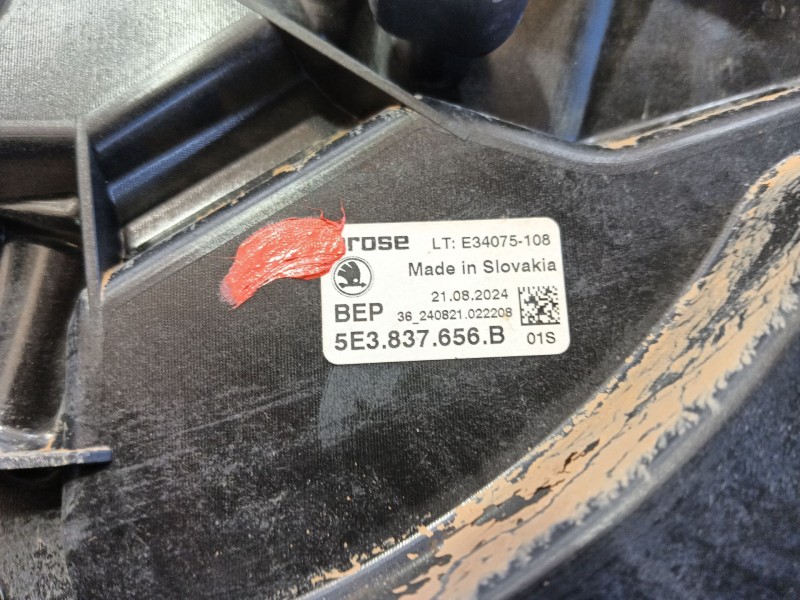 rose LT: E34075-108
Made in Slovakia
21.08.2024
BEP 36_240821.022208
5E3.837.656.B 01S